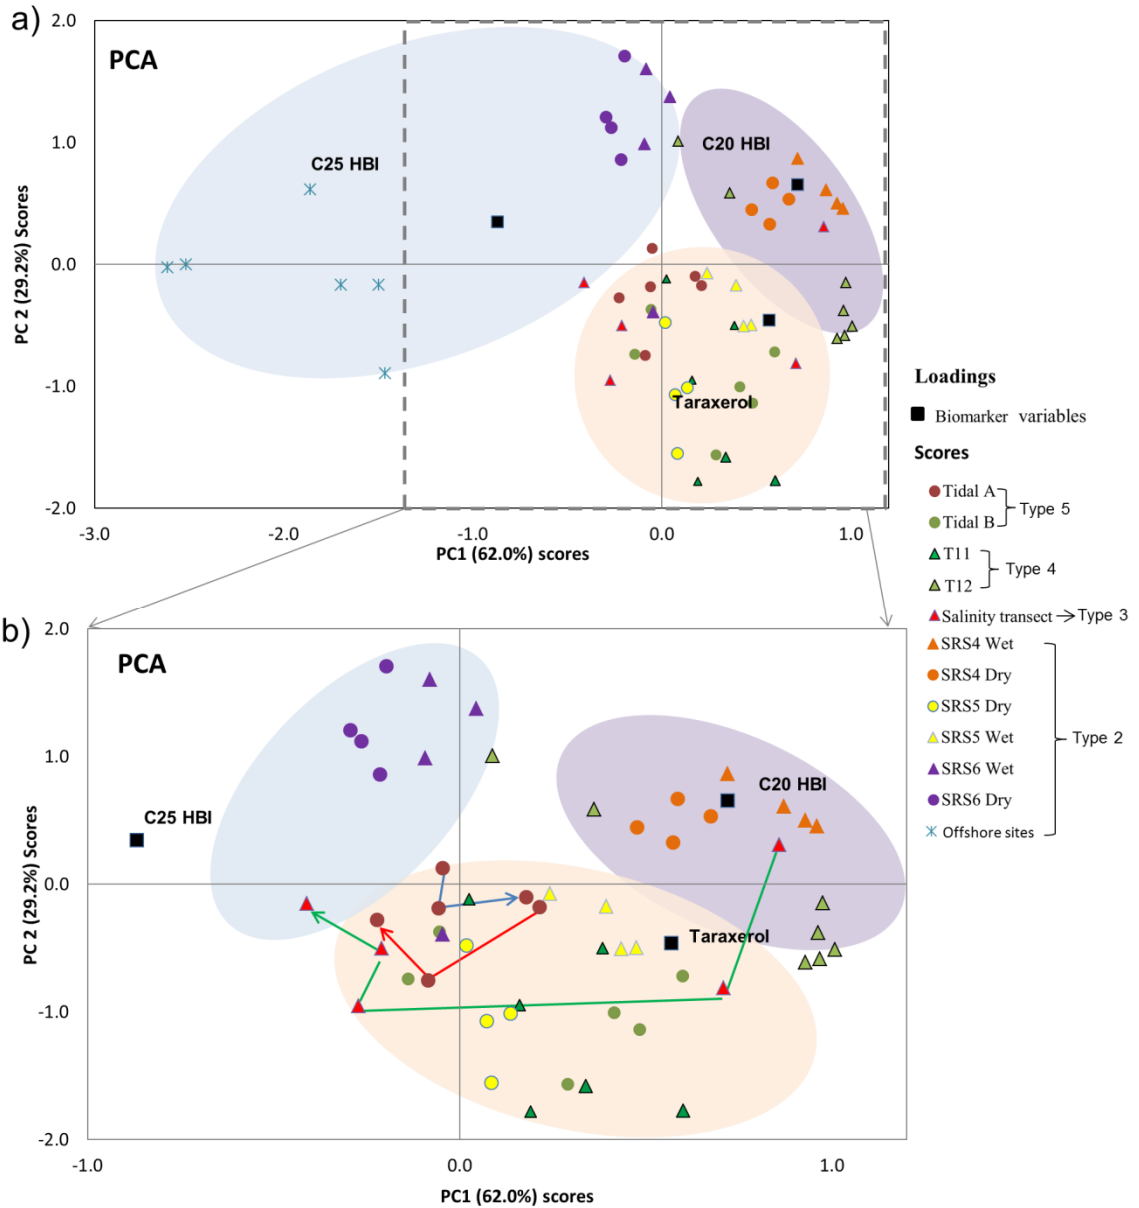 a)
2.0
PCA
C20 HBI
C25 HBI
1.0
0.0
-1.0
-2.0
PC 2 (29.2%) Scores
Taraxerol
-3.0
-2.0
-1.0
0.0
1.0
PC1 (62.0%) scores
Loadings
Biomarker variables
Scores
Tidal A
Tidal B
Type 5
T11
T12
Type 4
Salinity transect
Type 3
SRS4 Wet
SRS4 Dry
SRS5 Dry
SRS5 Wet
SRS6 Wet
SRS6 Dry
Offshore sites
Type 2
b)
2.0
PCA
C20 HBI
C25 HBI
1.0
0.0
-1.0
-2.0
PC 2 (29.2%) Scores
Taraxerol
-1.0
0.0
1.0
PC1 (62.0%) scores